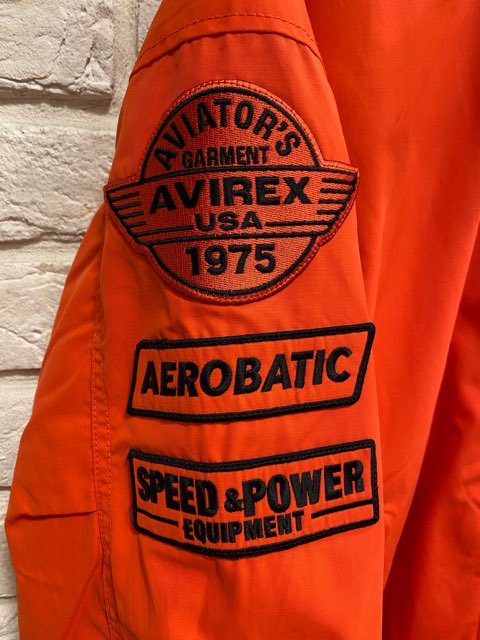 AVIATOR'S
GARMENT
AVIREX
USA
1975
AEROBATIC
SPEED & POWER
EQUIPMENT